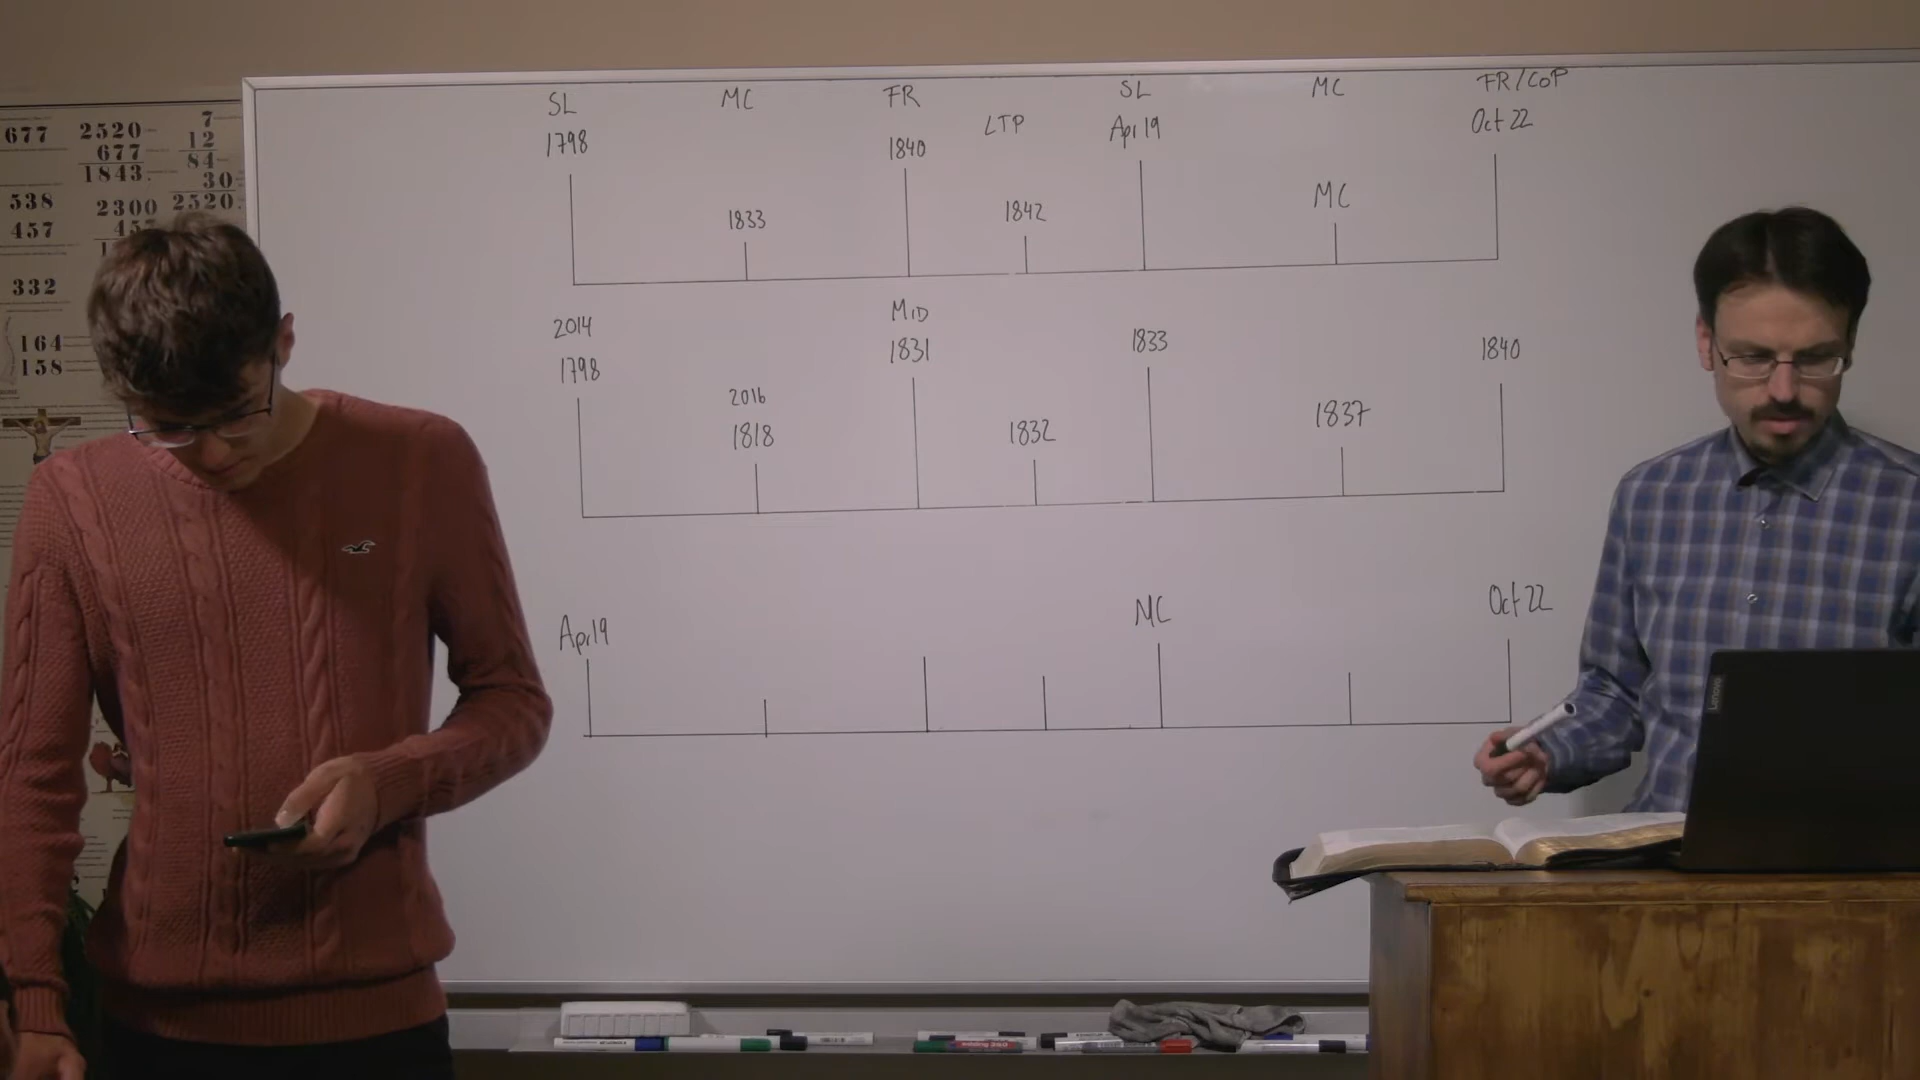 677
2520
677
1843.
7
12
84
30
2520.
538
457
2300
457
332
164
158
SL MC FR SL MC FR/CoP
1798 1840 LTP Apr 19 Oct 22
1833 1842 MC
2014 MID
1798 1831 1833 1840
2016
1818 1832 1837
Apr 19 MC Oct 22
Lenovo